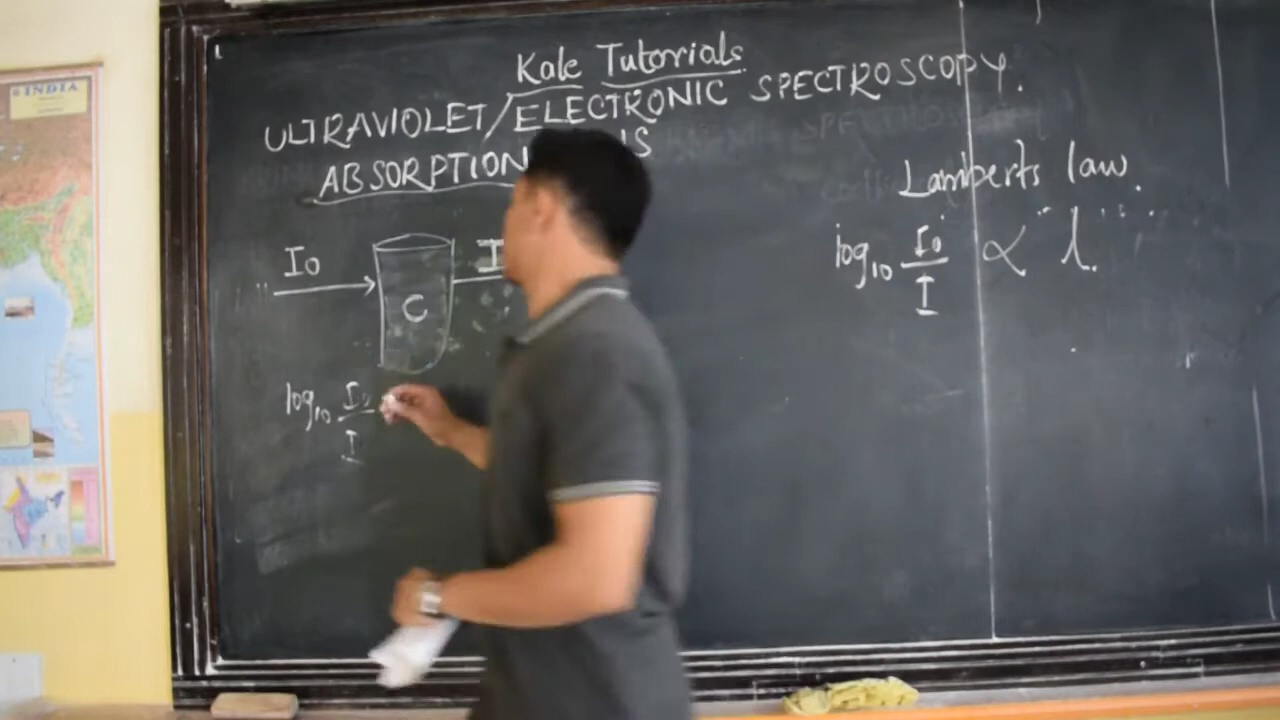 INDIA
Kale Tutorials
ULTRAVIOLET/ELECTRONIC SPECTROSCOPY.
ABSORPTION
Lamberts law.
I₀
C
I
log₁₀ I₀/I ∝ l.
log₁₀ I₀/I